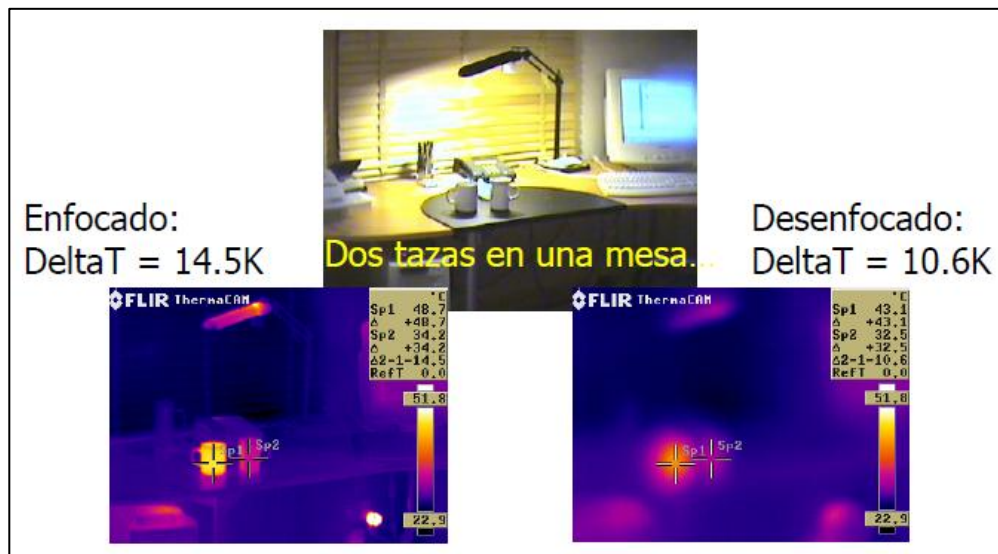 Enfocado:
DeltaT = 14.5K
Dos tazas en una mesa...
Desenfocado:
DeltaT = 10.6K
FLIR ThermaCAM
°C
Sp1 48.7
Δ +48.7
Sp2 34.2
Δ +34.2
Δ2-1-14.5
RefT 0.0
51.8
Sp1 Sp2
22.9
FLIR ThermaCAM
°C
Sp1 43.1
Δ +43.1
Sp2 32.5
Δ +32.5
Δ2-1-10.6
RefT 0.0
51.8
Sp1 Sp2
22.9